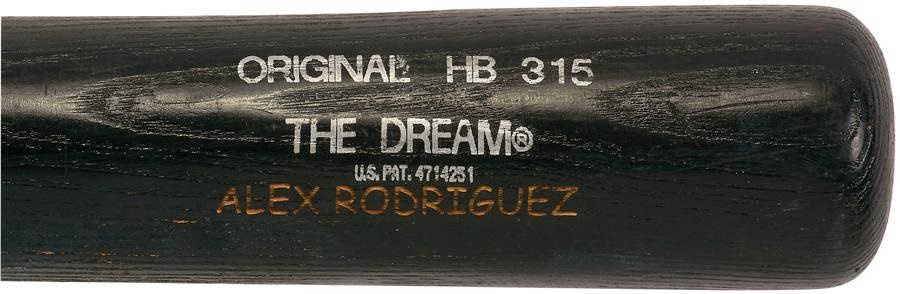 ORIGINAL HB 315
THE DREAM®
U.S. PAT. 4714251
ALEX RODRIGUEZ